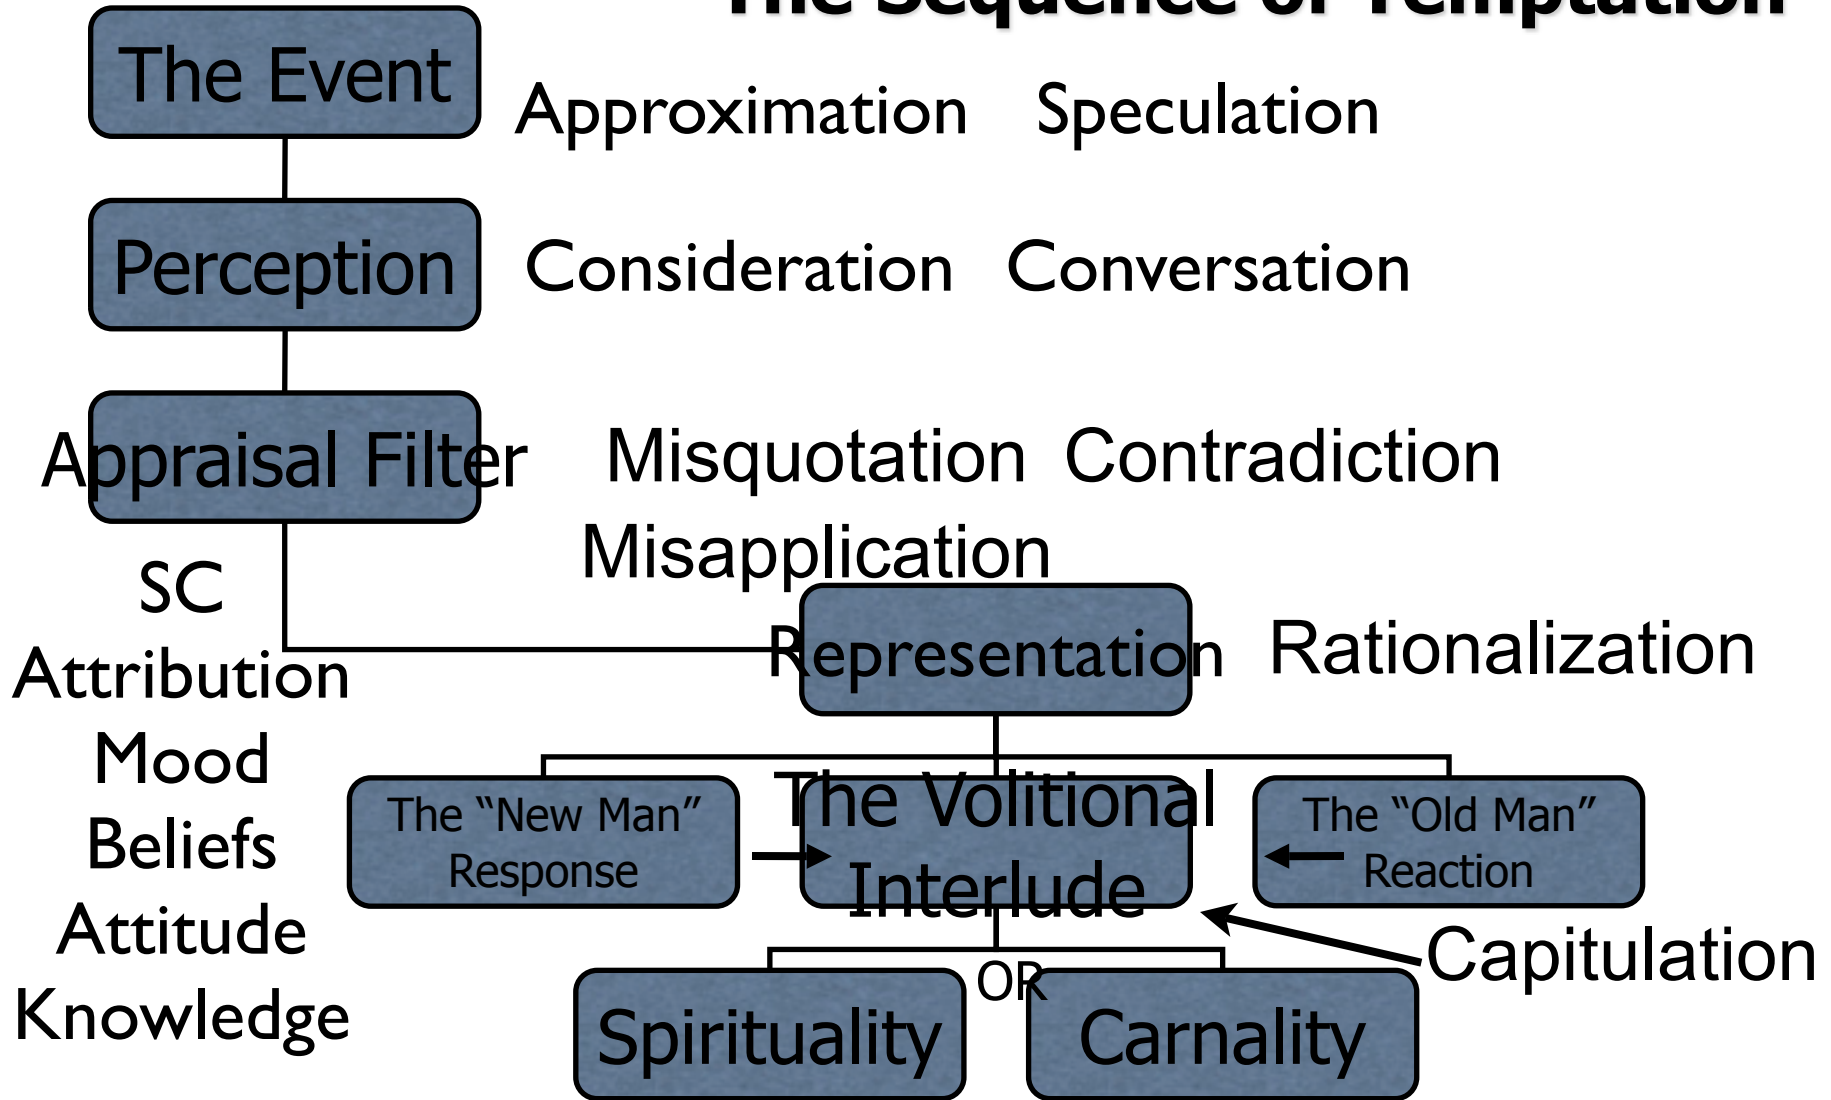 The Sequence of Temptation
The Event
Approximation Speculation
Perception
Consideration Conversation
Appraisal Filter
Misquotation Contradiction
Misapplication
SC
Attribution
Mood
Beliefs
Attitude
Knowledge
Representation
Rationalization
The “New Man”
Response
The Volitional
Interlude
The “Old Man”
Reaction
Capitulation
Spirituality
OR
Carnality